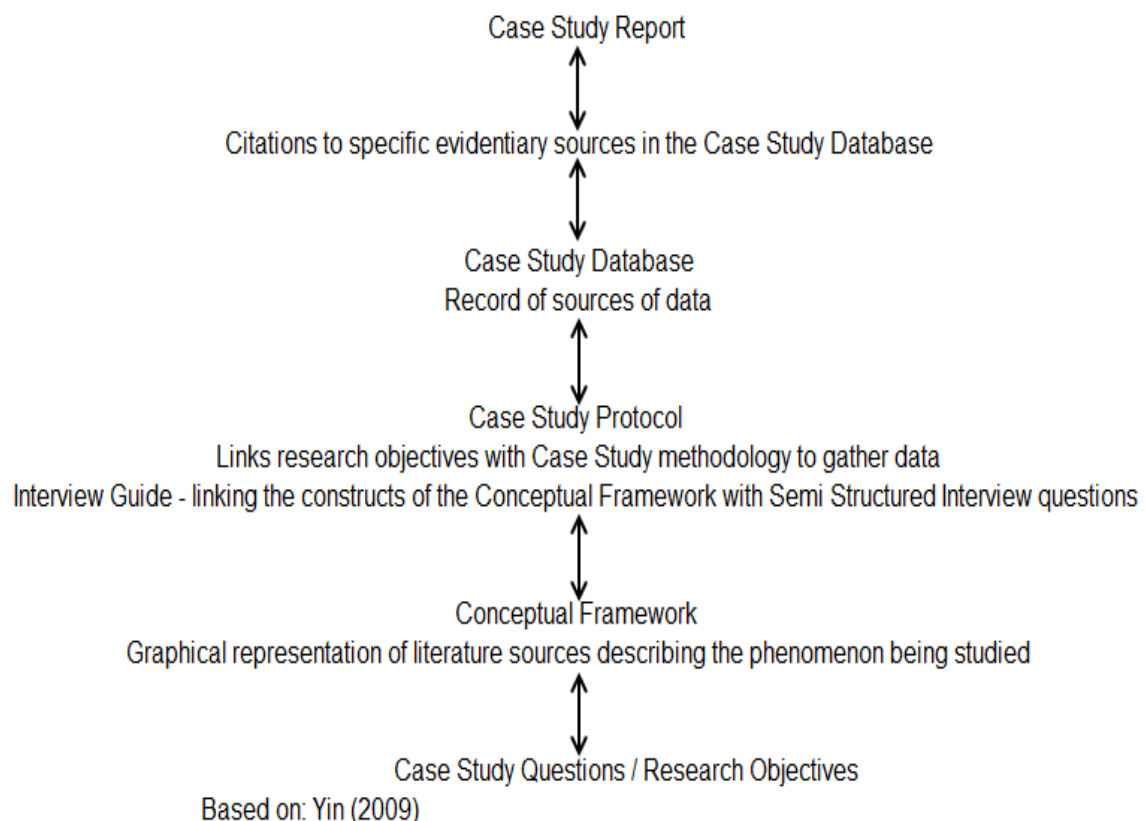 Case Study Report
Citations to specific evidentiary sources in the Case Study Database
Case Study Database
Record of sources of data
Case Study Protocol
Links research objectives with Case Study methodology to gather data
Interview Guide - linking the constructs of the Conceptual Framework with Semi Structured Interview questions
Conceptual Framework
Graphical representation of literature sources describing the phenomenon being studied
Case Study Questions / Research Objectives
Based on: Yin (2009)